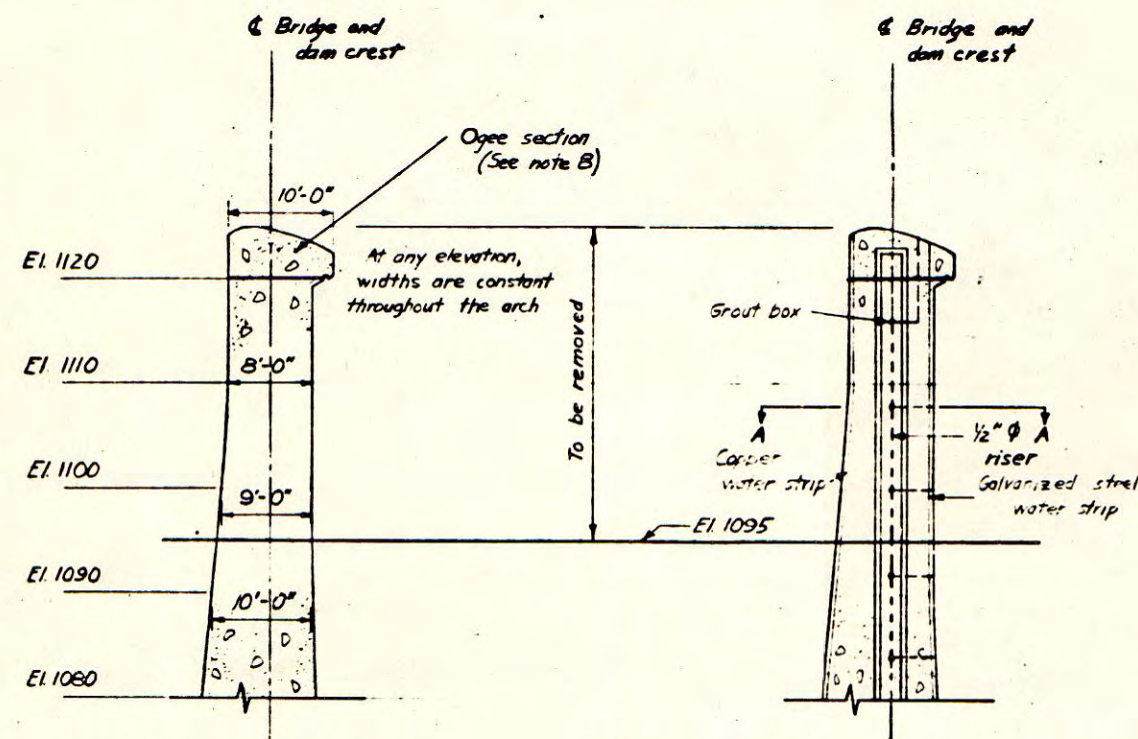 ℄ Bridge and
dam crest
Ogee section
(See note B)
10'-0"
El. 1120
At any elevation,
widths are constant
throughout the arch
El. 1110
8'-0"
El. 1100
9'-0"
El. 1090
10'-0"
El. 1080
To be removed
El. 1095
℄ Bridge and
dam crest
Grout box
A
A
1/2" ϕ
riser
Copper
water strip
Galvanized steel
water strip